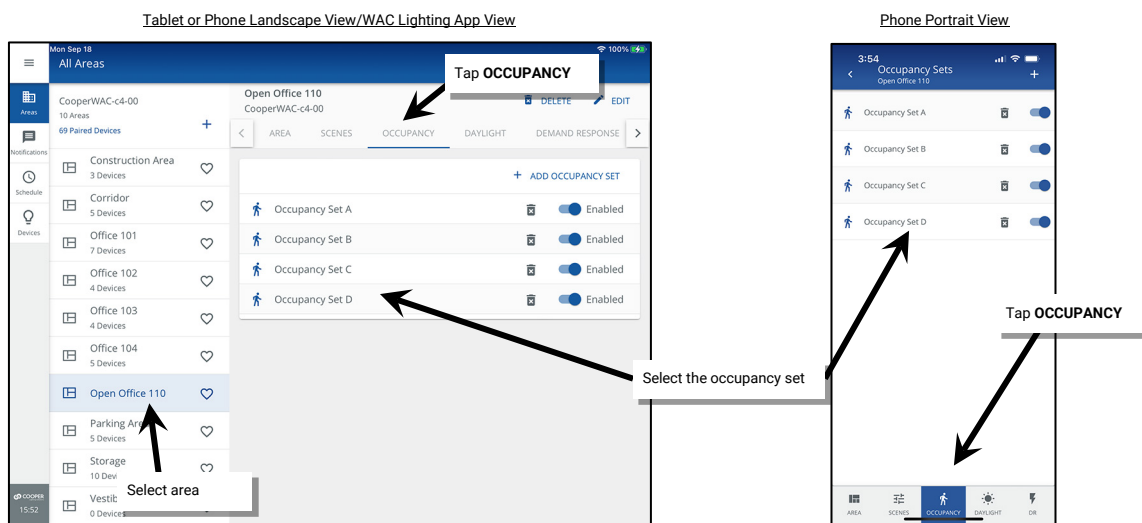 Tablet or Phone Landscape View/WAC Lighting App View
Mon Sep 18
100%
All Areas
Areas
Notifications
Schedule
Devices
COOPER
15:52
CooperWAC-c4-00
10 Areas
69 Paired Devices
+
Construction Area
3 Devices
Corridor
5 Devices
Office 101
7 Devices
Office 102
4 Devices
Office 103
4 Devices
Office 104
5 Devices
Open Office 110
Parking Are
5 Devices
Storage
10 Devi
Vestib
0 Devices
Select area
Open Office 110
CooperWAC-c4-00
Tap OCCUPANCY
DELETE
EDIT
< AREA SCENES OCCUPANCY DAYLIGHT DEMAND RESPONSE >
+ ADD OCCUPANCY SET
Occupancy Set A Enabled
Occupancy Set B Enabled
Occupancy Set C Enabled
Occupancy Set D Enabled
Select the occupancy set
Phone Portrait View
3:54
< Occupancy Sets +
Open Office 110
Occupancy Set A
Occupancy Set B
Occupancy Set C
Occupancy Set D
Tap OCCUPANCY
AREA SCENES OCCUPANCY DAYLIGHT DR